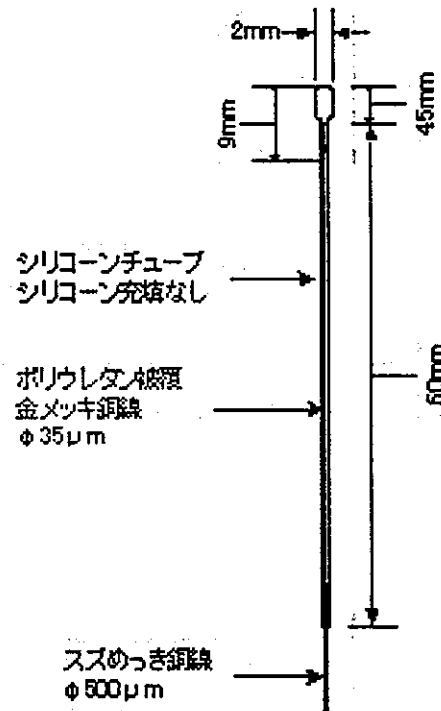 2mm
9mm
45mm
シリコーンチューブ
シリコーン充填なし
ポリウレタン被覆
金メッキ銅線
φ35μm
60mm
スズめっき銅線
φ500μm